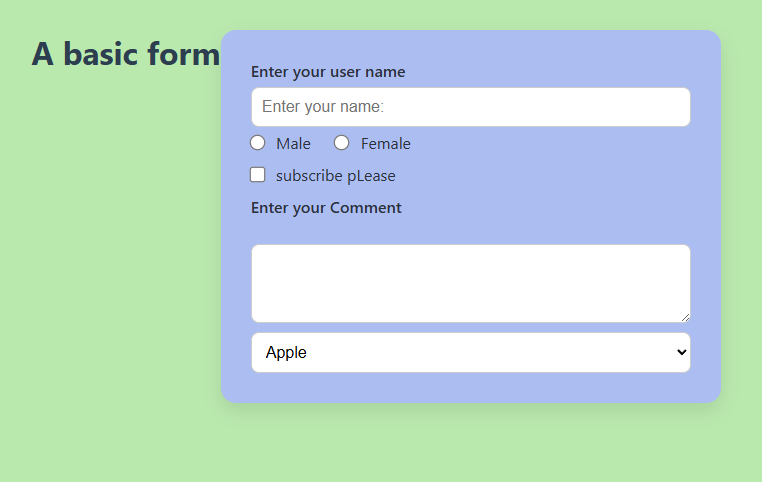 A basic form
Enter your user name
Enter your name:
Male Female
subscribe pLease
Enter your Comment
Apple